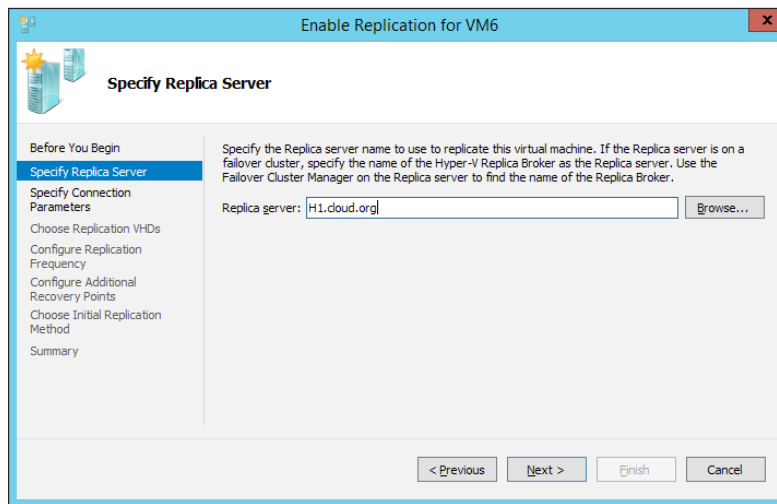 Enable Replication for VM6
x
Specify Replica Server
Before You Begin
Specify Replica Server
Specify Connection
Parameters
Choose Replication VHDs
Configure Replication
Frequency
Configure Additional
Recovery Points
Choose Initial Replication
Method
Summary
Specify the Replica server name to use to replicate this virtual machine. If the Replica server is on a
failover cluster, specify the name of the Hyper-V Replica Broker as the Replica server. Use the
Failover Cluster Manager on the Replica server to find the name of the Replica Broker.
Replica server: H1.cloud.org Browse...
< Previous Next > Finish Cancel